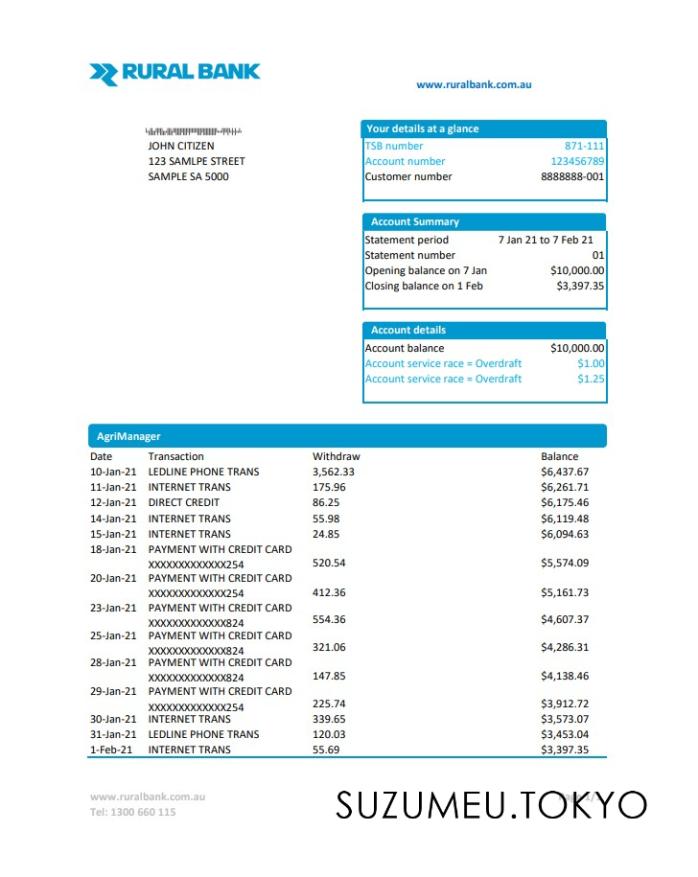 RURAL BANK
www.ruralbank.com.au
JOHN CITIZEN
123 SAMLPE STREET
SAMPLE SA 5000
Your details at a glance
TSB number 871-111
Account number 123456789
Customer number 8888888-001
Account Summary
Statement period 7 Jan 21 to 7 Feb 21
Statement number 01
Opening balance on 7 Jan $10,000.00
Closing balance on 1 Feb $3,397.35
Account details
Account balance $10,000.00
Account service race = Overdraft $1.00
Account service race = Overdraft $1.25
AgriManager
Date Transaction Withdraw Balance
10-Jan-21 LEDLINE PHONE TRANS 3,562.33 $6,437.67
11-Jan-21 INTERNET TRANS 175.96 $6,261.71
12-Jan-21 DIRECT CREDIT 86.25 $6,175.46
14-Jan-21 INTERNET TRANS 55.98 $6,119.48
15-Jan-21 INTERNET TRANS 24.85 $6,094.63
18-Jan-21 PAYMENT WITH CREDIT CARD
XXXXXXXXXXXXX254 520.54 $5,574.09
20-Jan-21 PAYMENT WITH CREDIT CARD
XXXXXXXXXXXXX254 412.36 $5,161.73
23-Jan-21 PAYMENT WITH CREDIT CARD
XXXXXXXXXXXXX824 554.36 $4,607.37
25-Jan-21 PAYMENT WITH CREDIT CARD
XXXXXXXXXXXXX824 321.06 $4,286.31
28-Jan-21 PAYMENT WITH CREDIT CARD
XXXXXXXXXXXXX824 147.85 $4,138.46
29-Jan-21 PAYMENT WITH CREDIT CARD
XXXXXXXXXXXXX254 225.74 $3,912.72
30-Jan-21 INTERNET TRANS 339.65 $3,573.07
31-Jan-21 LEDLINE PHONE TRANS 120.03 $3,453.04
1-Feb-21 INTERNET TRANS 55.69 $3,397.35
www.ruralbank.com.au
Tel: 1300 660 115
SUZUMEU.TOKYO